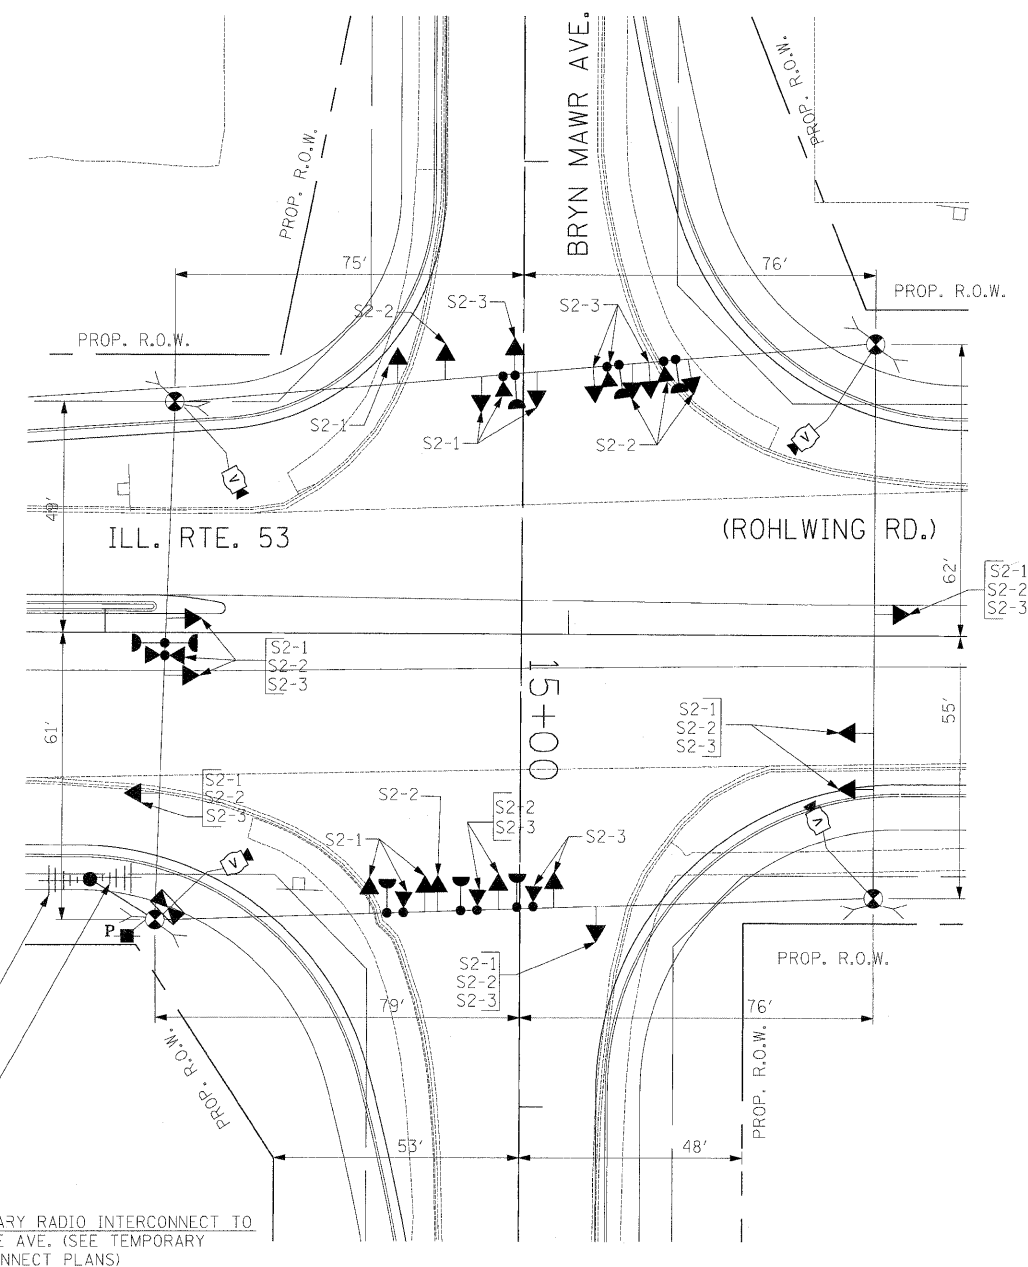 BRYN MAWR AVE.
PROP. R.O.W.
PROP. R.O.W.
75'
76'
PROP. R.O.W.
PROP. R.O.W.
S2-2
S2-3
S2-3
S2-1
S2-1
S2-2
V
V
49'
ILL. RTE. 53
(ROHLWING RD.)
62'
S2-1
S2-2
S2-3
S2-1
S2-2
S2-3
15+00
61'
55'
S2-1
S2-2
S2-3
S2-1
S2-2
S2-3
S2-2
S2-2
S2-3
S2-1
S2-3
V
V
P
S2-1
S2-2
S2-3
PROP. R.O.W.
79'
76'
PROP. R.O.W.
PROP. R.O.W.
53'
48'
ARY RADIO INTERCONNECT TO
E AVE. (SEE TEMPORARY
NNECT PLANS)